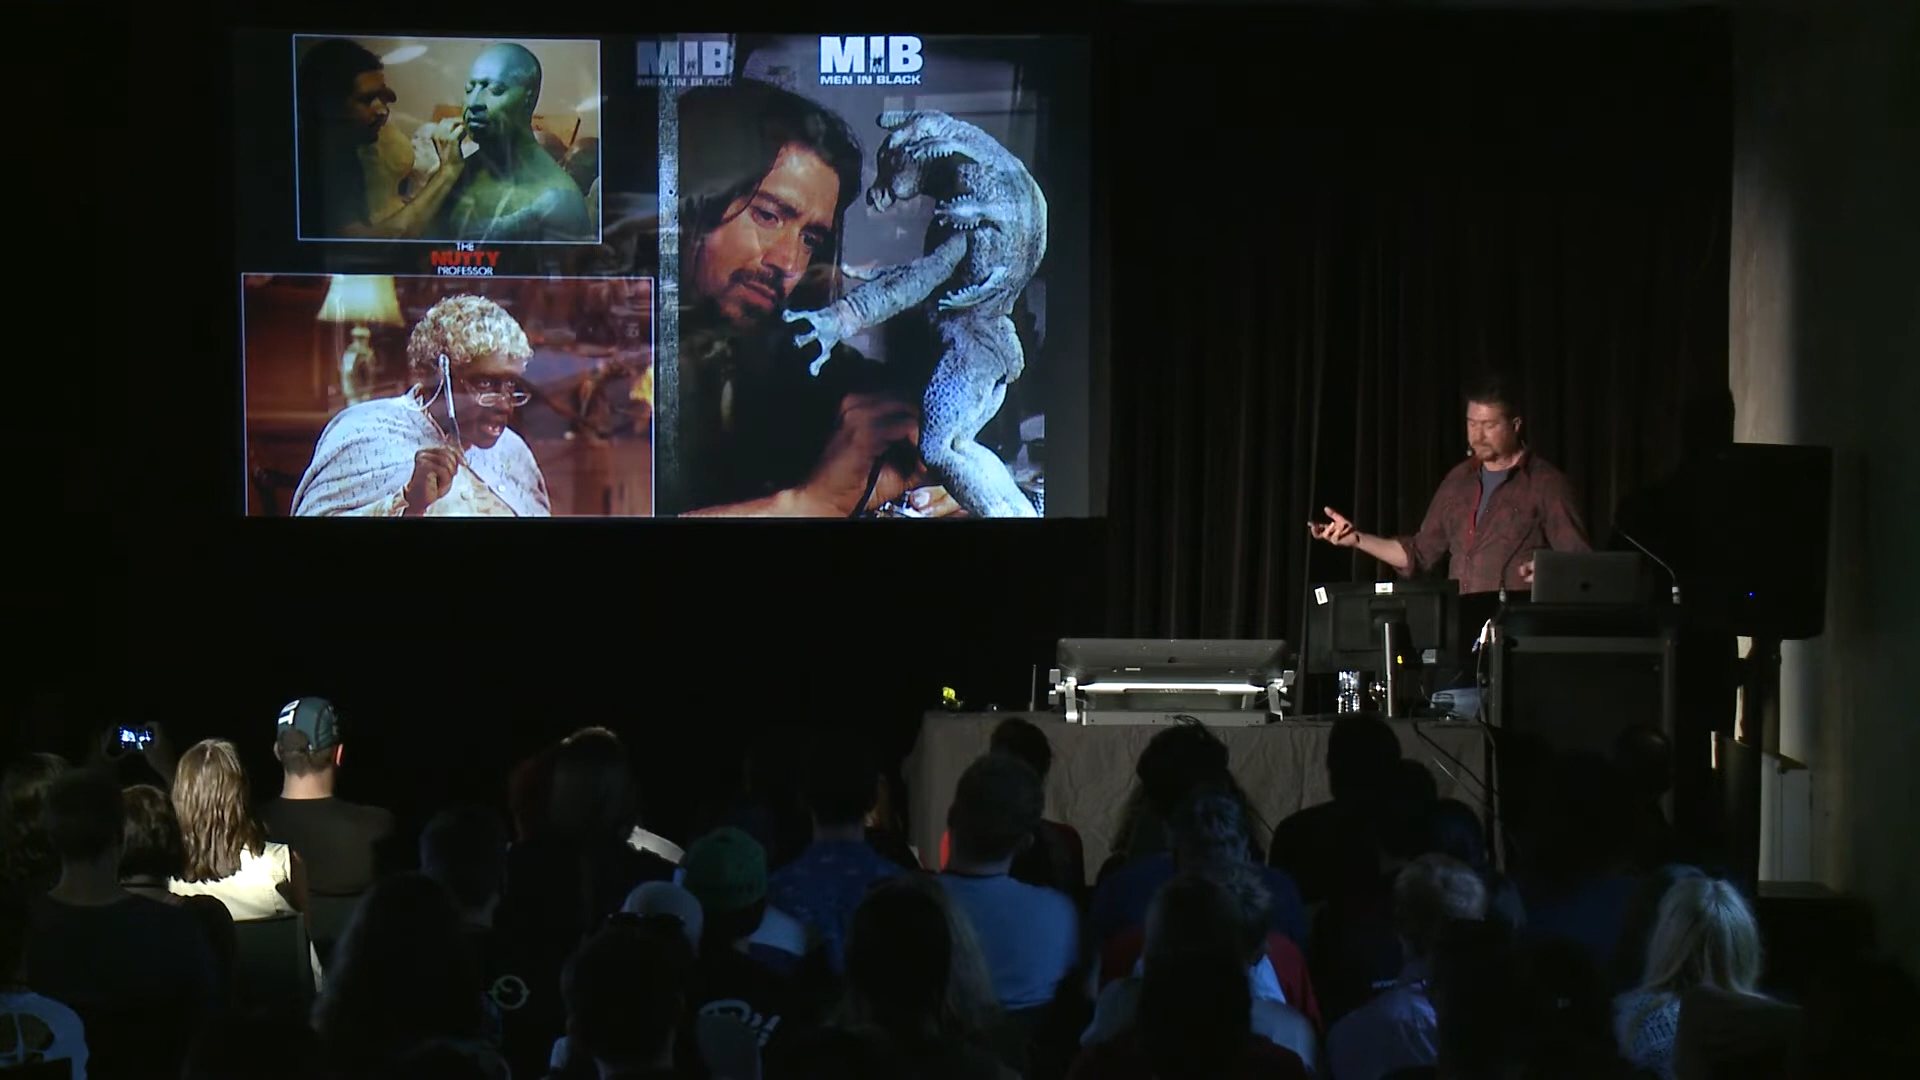 MIB
MEN IN BLACK
MIB
MEN IN BLACK
THE
NUTTY
PROFESSOR